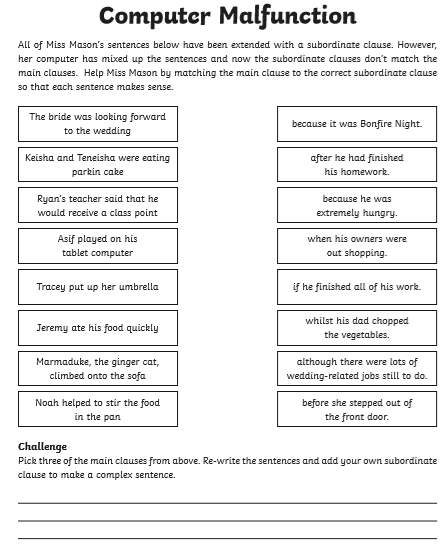 Computer Malfunction
All of Miss Mason's sentences below have been extended with a subordinate clause. However,
her computer has mixed up the sentences and now the subordinate clauses don't match the
main clauses. Help Miss Mason by matching the main clause to the correct subordinate clause
so that each sentence makes sense.
The bride was looking forward
to the wedding
because it was Bonfire Night.
Keisha and Teneisha were eating
parkin cake
after he had finished
his homework.
Ryan's teacher said that he
would receive a class point
because he was
extremely hungry.
Asif played on his
tablet computer
when his owners were
out shopping.
Tracey put up her umbrella
if he finished all of his work.
Jeremy ate his food quickly
whilst his dad chopped
the vegetables.
Marmaduke, the ginger cat,
climbed onto the sofa
although there were lots of
wedding-related jobs still to do.
Noah helped to stir the food
in the pan
before she stepped out of
the front door.
Challenge
Pick three of the main clauses from above. Re-write the sentences and add your own subordinate
clause to make a complex sentence.